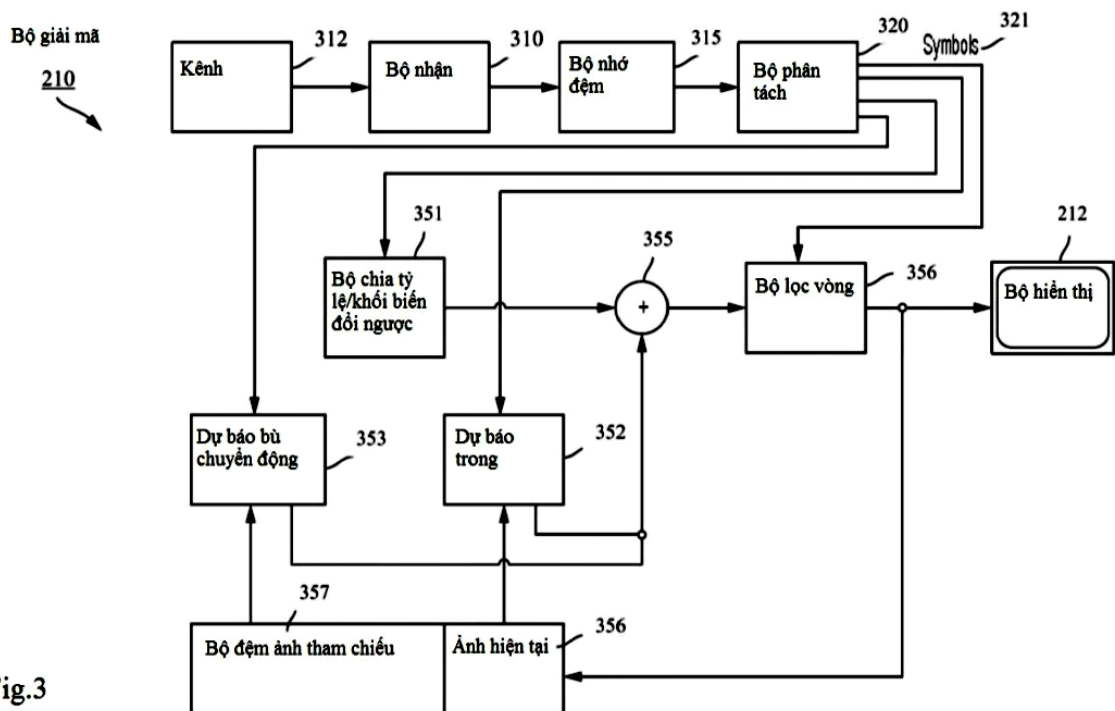 Bộ giải mã
210
Kênh
312
Bộ nhận
310
Bộ nhớ
đệm
315
Bộ phân
tách
320
Symbols
321
351
Bộ chia tỷ
lệ/khối biến
đổi ngược
355
+
Bộ lọc vòng
356
212
Bộ hiển thị
Dự báo bù
chuyển động
353
Dự báo
trong
352
357
Bộ đệm ảnh tham chiếu
Ảnh hiện tại
356
ig.3